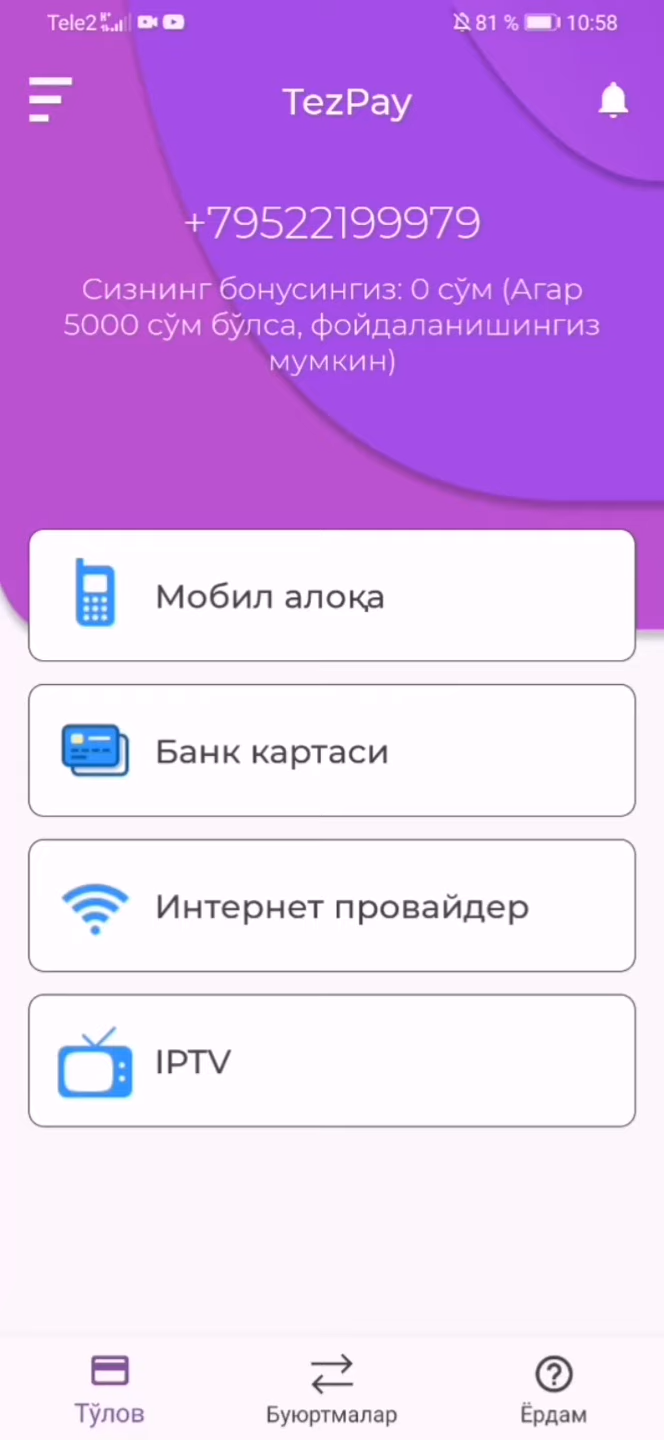 Tele2 81 % 10:58
TezPay
+79522199979
Сизнинг бонусингиз: 0 сўм (Агар
5000 сўм бўлса, фойдаланишингиз
мумкин)
Мобил алоқа
Банк картаси
Интернет провайдер
IPTV
Тўлов Буюртмалар Ёрдам